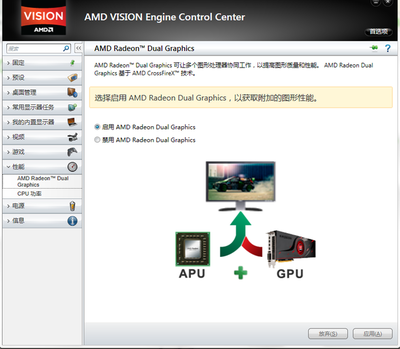 VISION
AMD
AMD VISION Engine Control Center
首选项
搜索
AMD Radeon™ Dual Graphics
固定
预设
桌面管理
常用显示器任务
我的内置显示器
视频
游戏
性能
AMD Radeon™ Dual
Graphics
CPU 功率
电源
信息
AMD Radeon™ Dual Graphics 可让多个图形处理器协同工作，以提高图形质量和性能。 AMD Radeon Dual
Graphics 基于 AMD CrossFireX™ 技术。
选择启用 AMD Radeon Dual Graphics，以获取附加的图形性能。
启用 AMD Radeon Dual Graphics
禁用 AMD Radeon Dual Graphics
APU
GPU
放弃(S)
应用(A)